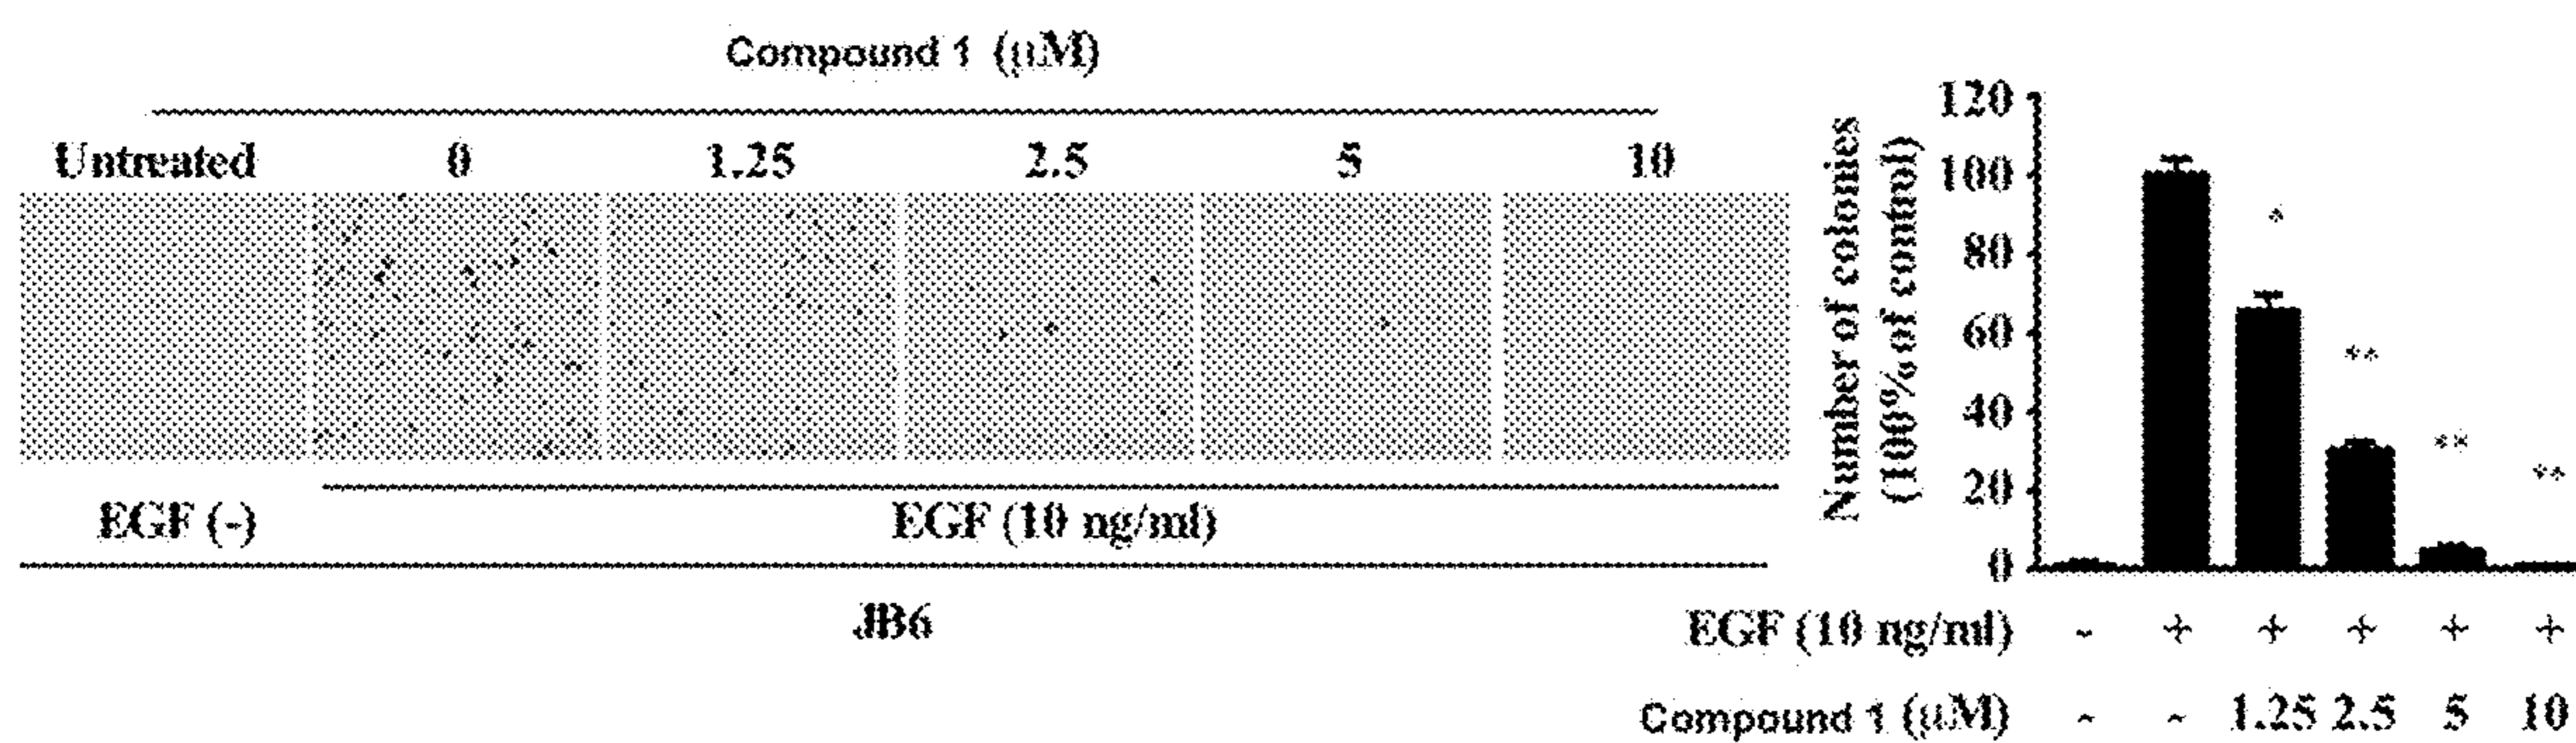 Compound 1 (μM)
Untreated 0 1.25 2.5 5 10
EGF (-) EGF (10 ng/ml)
JB6
Number of colonies
(100% of control)
120
100
80
60
40
20
0
*
**
**
**
EGF (10 ng/ml) - + + + + +
Compound 1 (μM) - - 1.25 2.5 5 10